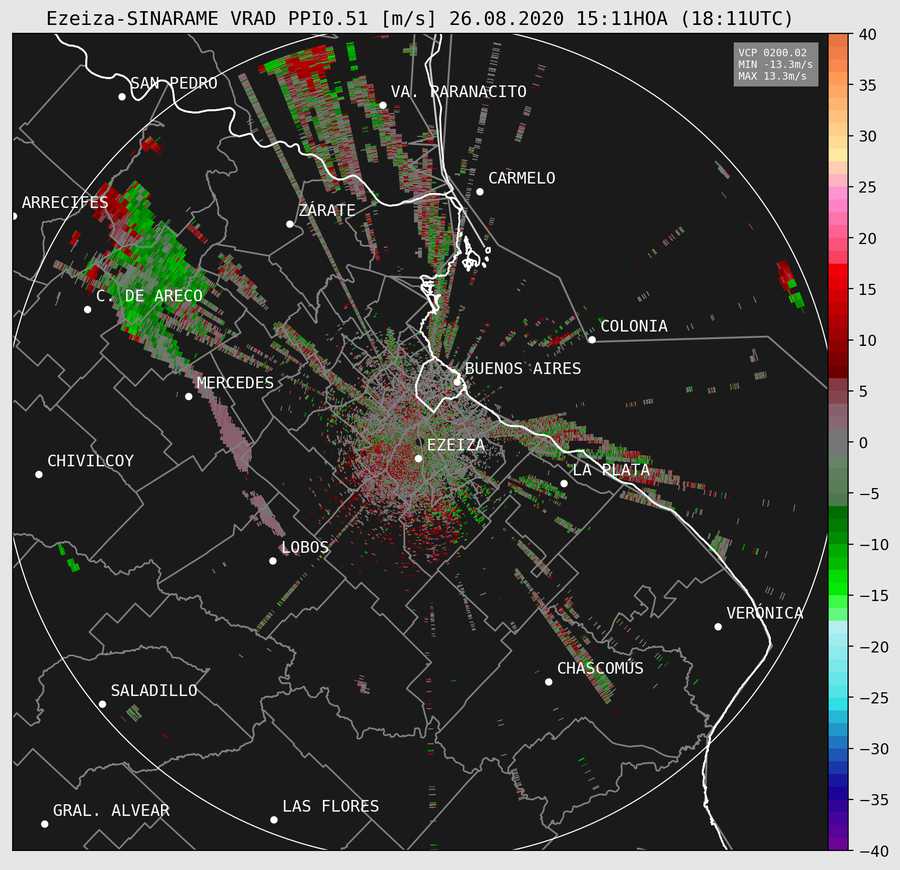 Ezeiza-SINARAME VRAD PPI0.51 [m/s] 26.08.2020 15:11HOA (18:11UTC)
VCP 0200.02
MIN -13.3m/s
MAX 13.3m/s
SAN PEDRO
VA. PARANACITO
CARMELO
ARRECIFES
ZÁRATE
C. DE ARECO
COLONIA
BUENOS AIRES
MERCEDES
EZEIZA
CHIVILCOY
LA PLATA
LOBOS
VERÓNICA
CHASCOMÚS
SALADILLO
LAS FLORES
GRAL. ALVEAR
40
35
30
25
20
15
10
5
0
−5
−10
−15
−20
−25
−30
−35
−40